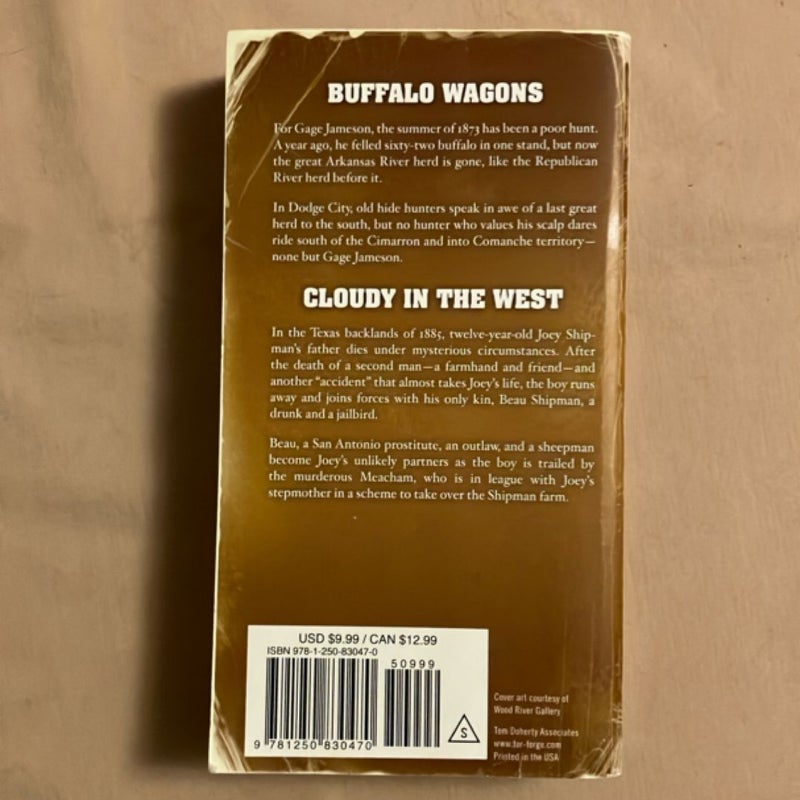 BUFFALO WAGONS
For Gage Jameson, the summer of 1873 has been a poor hunt.
A year ago, he felled sixty-two buffalo in one stand, but now
the great Arkansas River herd is gone, like the Republican
River herd before it.
In Dodge City, old hide hunters speak in awe of a last great
herd to the south, but no hunter who values his scalp dares
ride south of the Cimarron and into Comanche territory—
none but Gage Jameson.
CLOUDY IN THE WEST
In the Texas backlands of 1885, twelve-year-old Joey Ship-
man's father dies under mysterious circumstances. After
the death of a second man—a farmhand and friend—and
another "accident" that almost takes Joey's life, the boy runs
away and joins forces with his only kin, Beau Shipman, a
drunk and a jailbird.
Beau, a San Antonio prostitute, an outlaw, and a sheepman
become Joey's unlikely partners as the boy is trailed by
the murderous Meacham, who is in league with Joey's
stepmother in a scheme to take over the Shipman farm.
USD $9.99 / CAN $12.99
ISBN 978-1-250-83047-0
50999
9 781250 830470
S
Cover art courtesy of
Wood River Gallery
Tom Doherty Associates
www.tor-forge.com
Printed in the USA